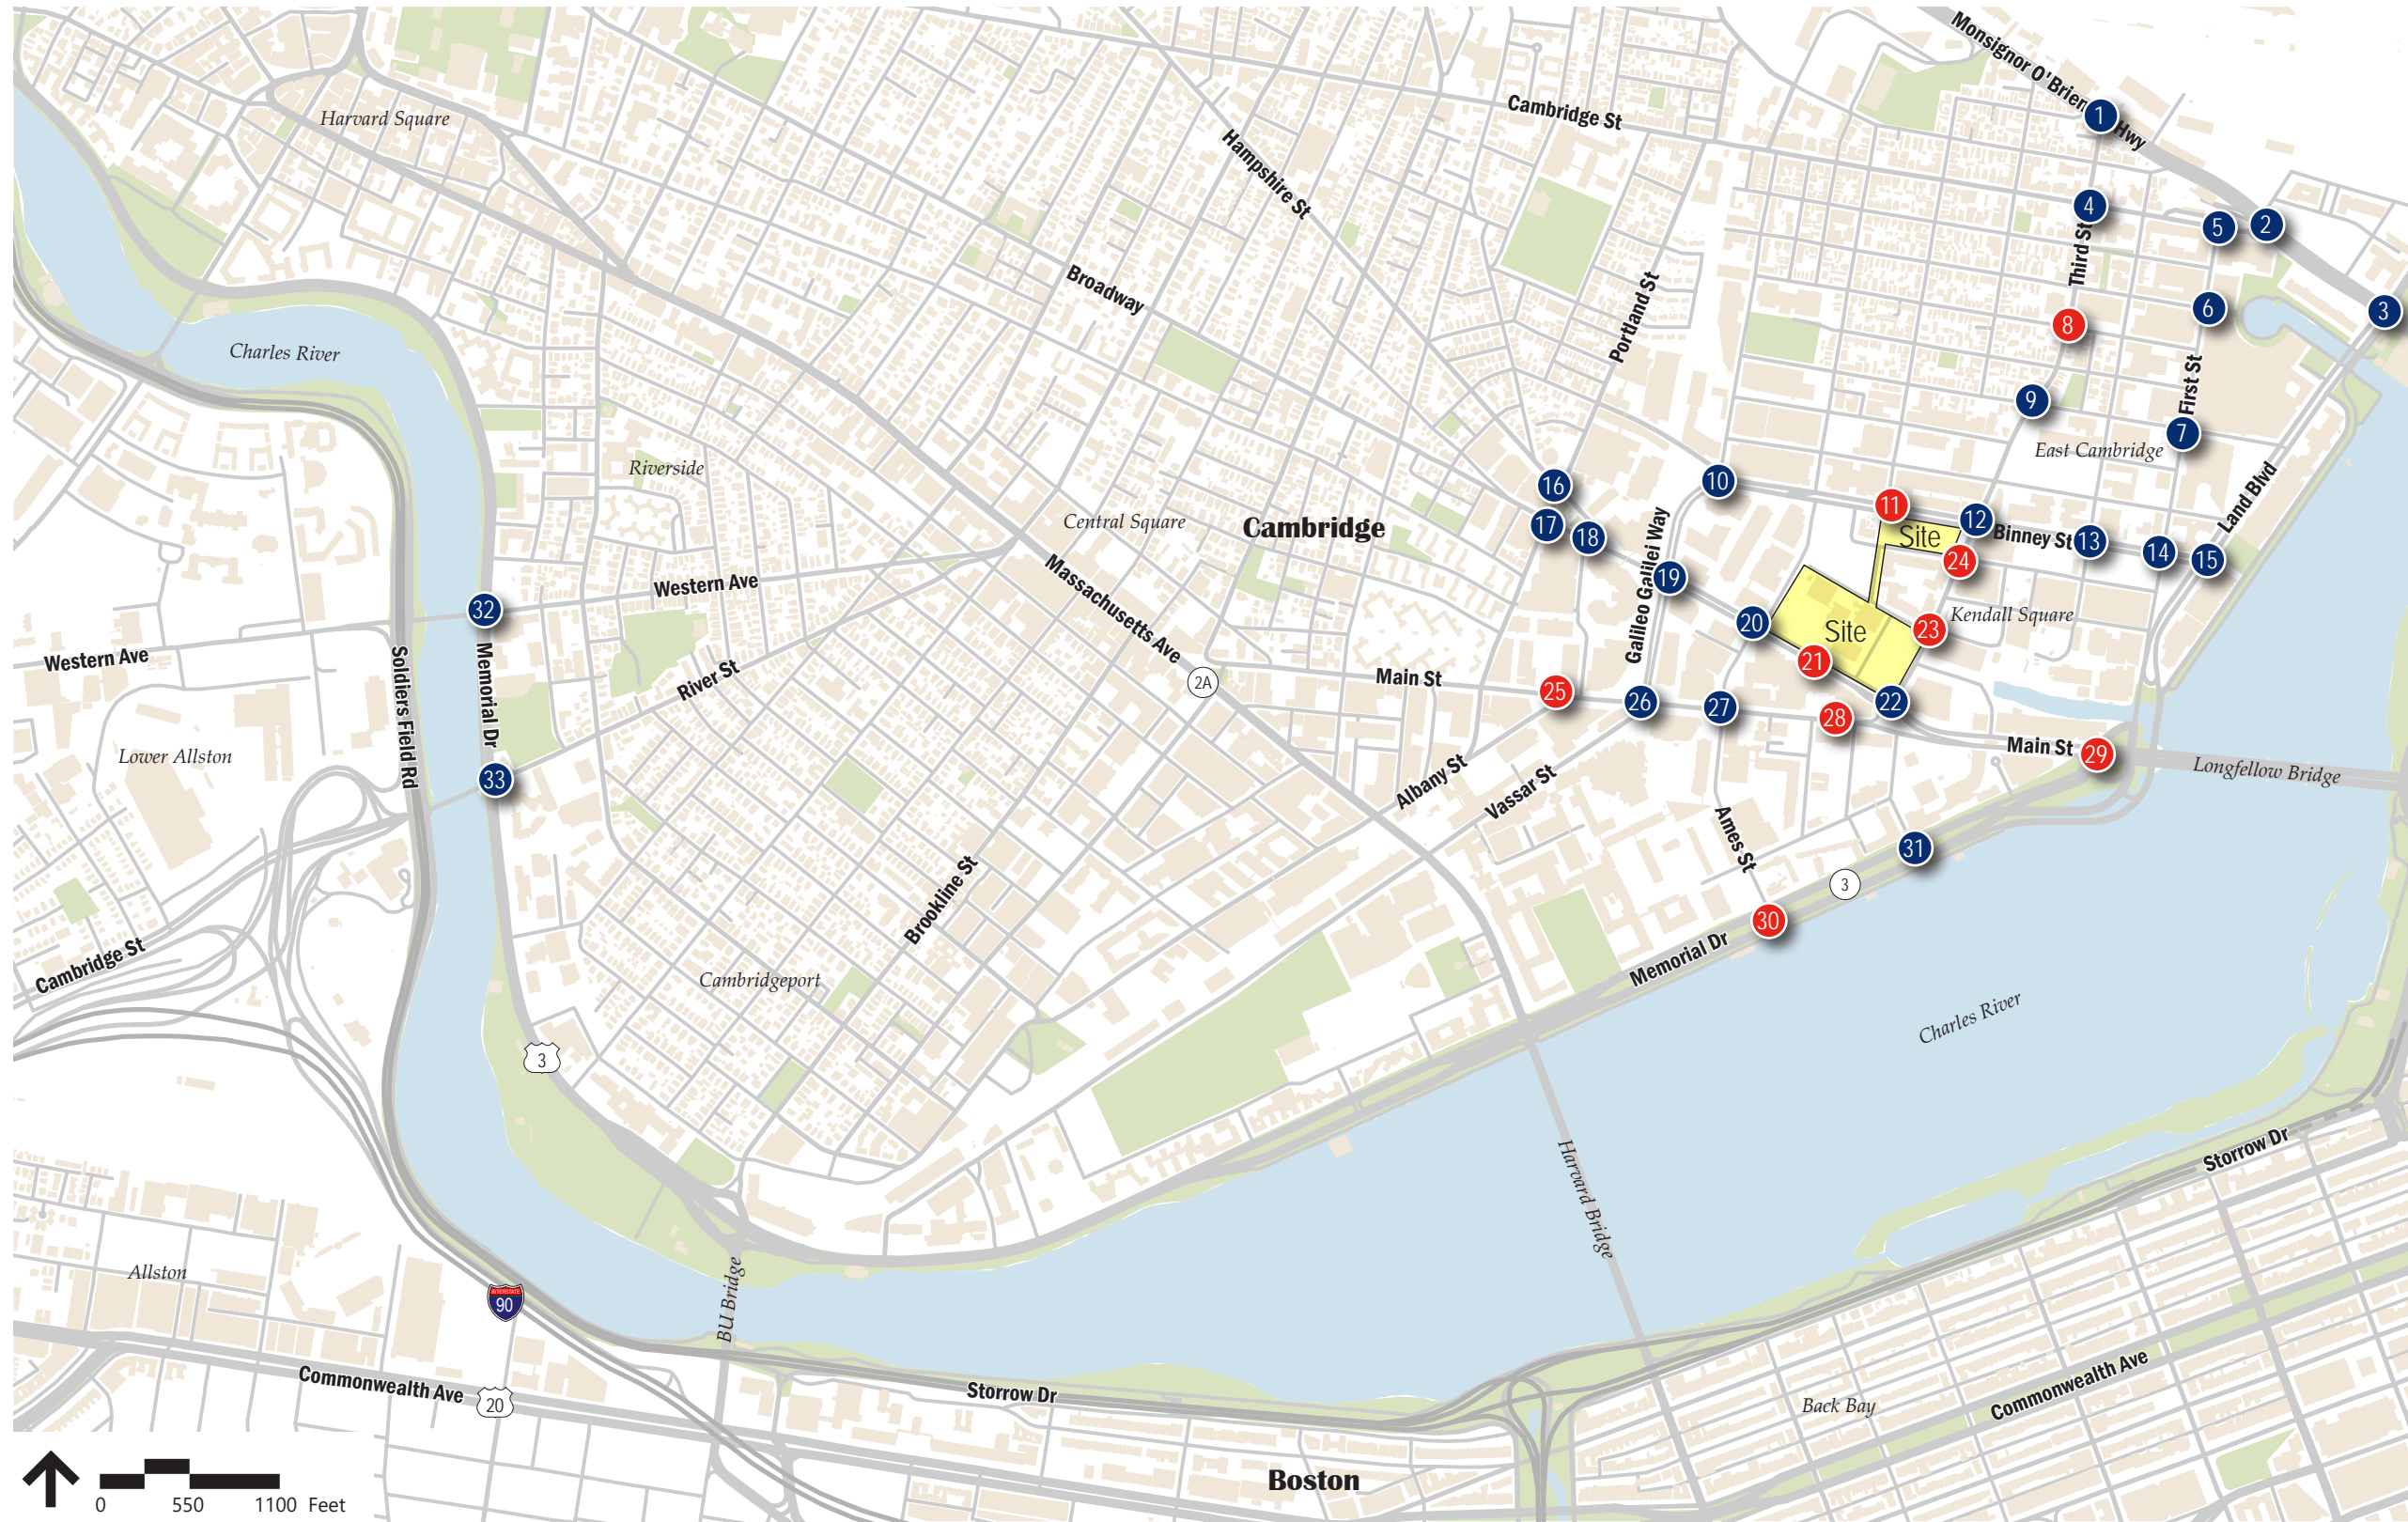 Monsignor O'Brien Hwy
1
Cambridge St
Harvard Square
Hampshire St
4
5
2
Third St
Broadway
Portland St
6
3
8
Charles River
First St
9
7
East Cambridge
Riverside
16
10
Land Blvd
11
Central Square
Cambridge
17
18
12
Site
Binney St
13
14
15
24
Galileo Galilei Way
19
Western Ave
Massachusetts Ave
32
20
Site
23
Kendall Square
21
Western Ave
Soldiers Field Rd
Memorial Dr
River St
2A
Main St
25
26
27
22
28
Main St
29
Longfellow Bridge
Lower Allston
33
Albany St
Vassar St
Ames St
31
3
30
Brookline St
Memorial Dr
Cambridge St
Cambridgeport
Charles River
3
Harvard Bridge
Storrow Dr
Allston
BU Bridge
INTERSTATE
90
Commonwealth Ave
20
Storrow Dr
Back Bay
Commonwealth Ave
Boston
0 550 1100 Feet